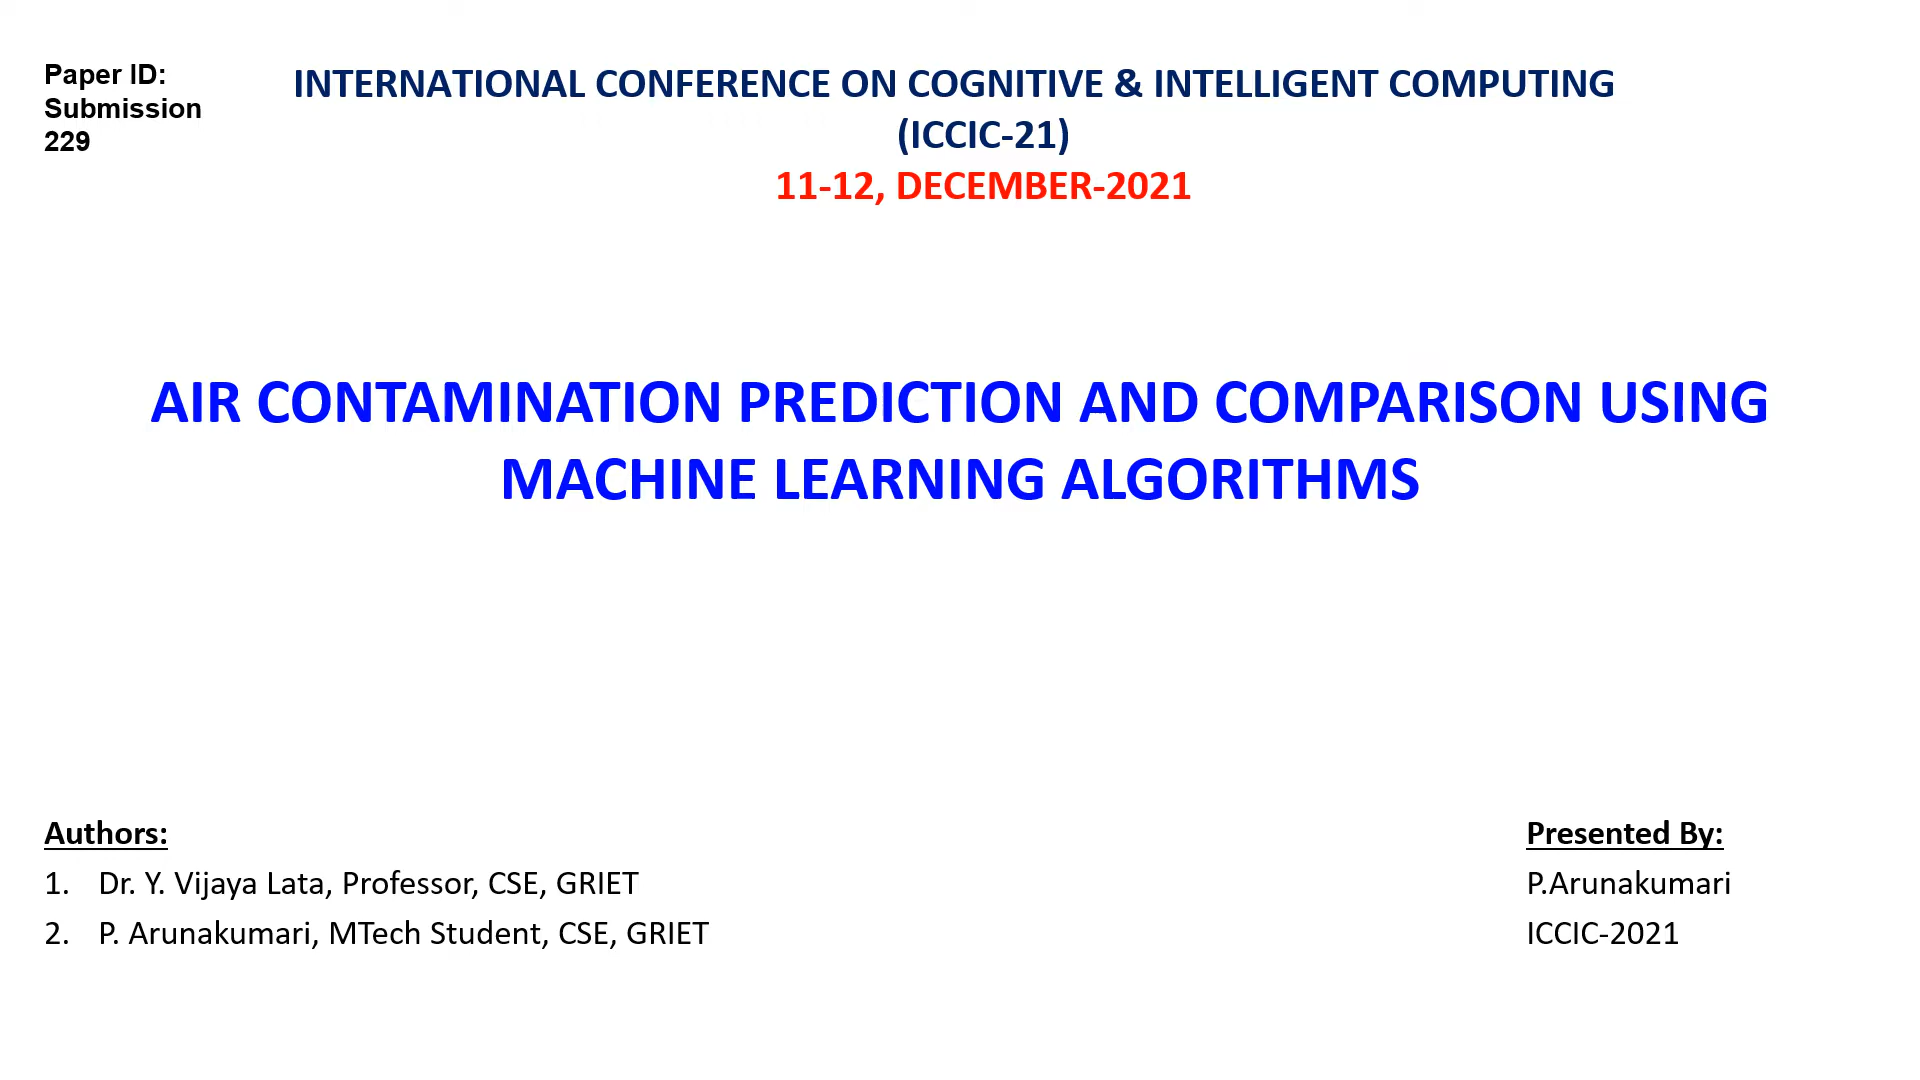 Paper ID:
Submission
229
INTERNATIONAL CONFERENCE ON COGNITIVE & INTELLIGENT COMPUTING
(ICCIC-21)
11-12, DECEMBER-2021
AIR CONTAMINATION PREDICTION AND COMPARISON USING
MACHINE LEARNING ALGORITHMS
Authors:
1. Dr. Y. Vijaya Lata, Professor, CSE, GRIET
2. P. Arunakumari, MTech Student, CSE, GRIET
Presented By:
P.Arunakumari
ICCIC-2021